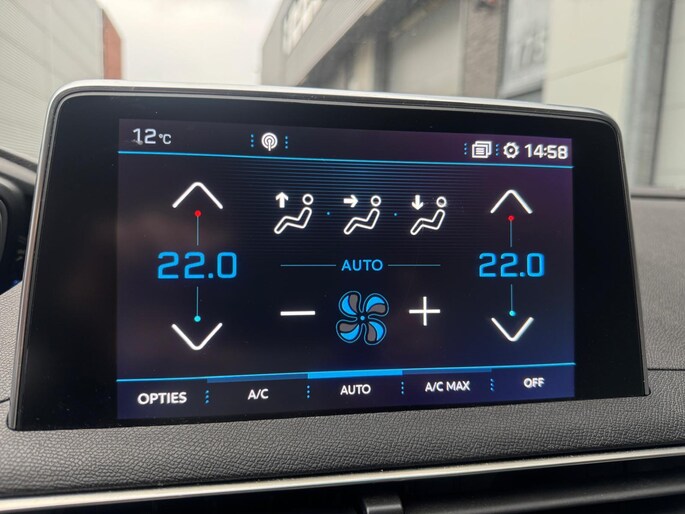 12°C
14:58
22.0
AUTO
22.0
OPTIES
A/C
AUTO
A/C MAX
OFF